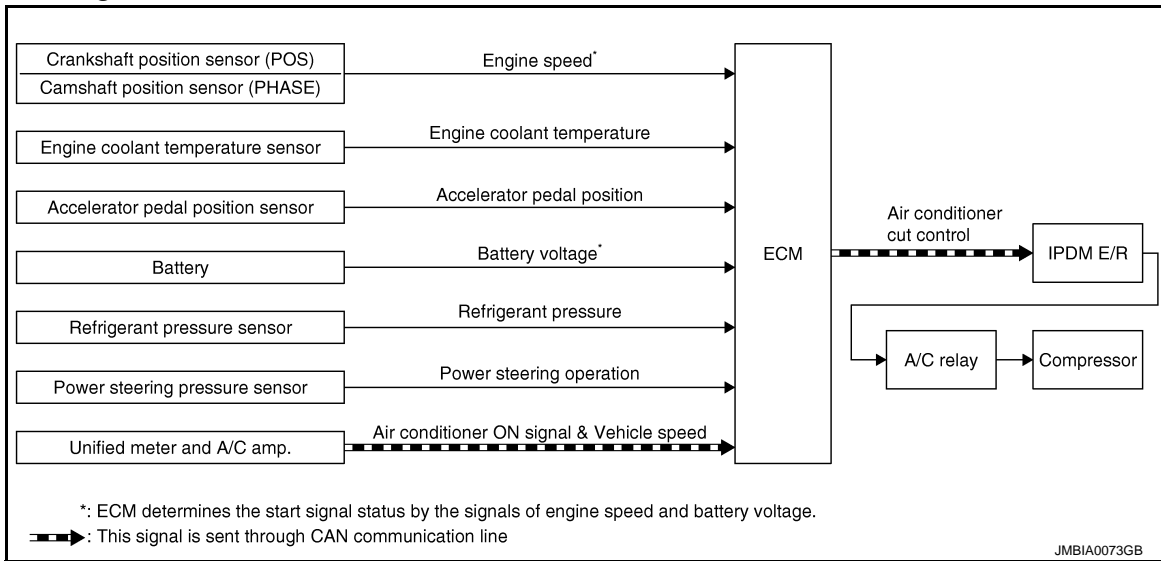 Crankshaft position sensor (POS)
Camshaft position sensor (PHASE)
Engine speed*
Engine coolant temperature sensor
Engine coolant temperature
Accelerator pedal position sensor
Accelerator pedal position
Battery
Battery voltage*
Refrigerant pressure sensor
Refrigerant pressure
Power steering pressure sensor
Power steering operation
Unified meter and A/C amp.
Air conditioner ON signal & Vehicle speed
ECM
Air conditioner
cut control
IPDM E/R
A/C relay
Compressor
*: ECM determines the start signal status by the signals of engine speed and battery voltage.
: This signal is sent through CAN communication line
JMBIA0073GB